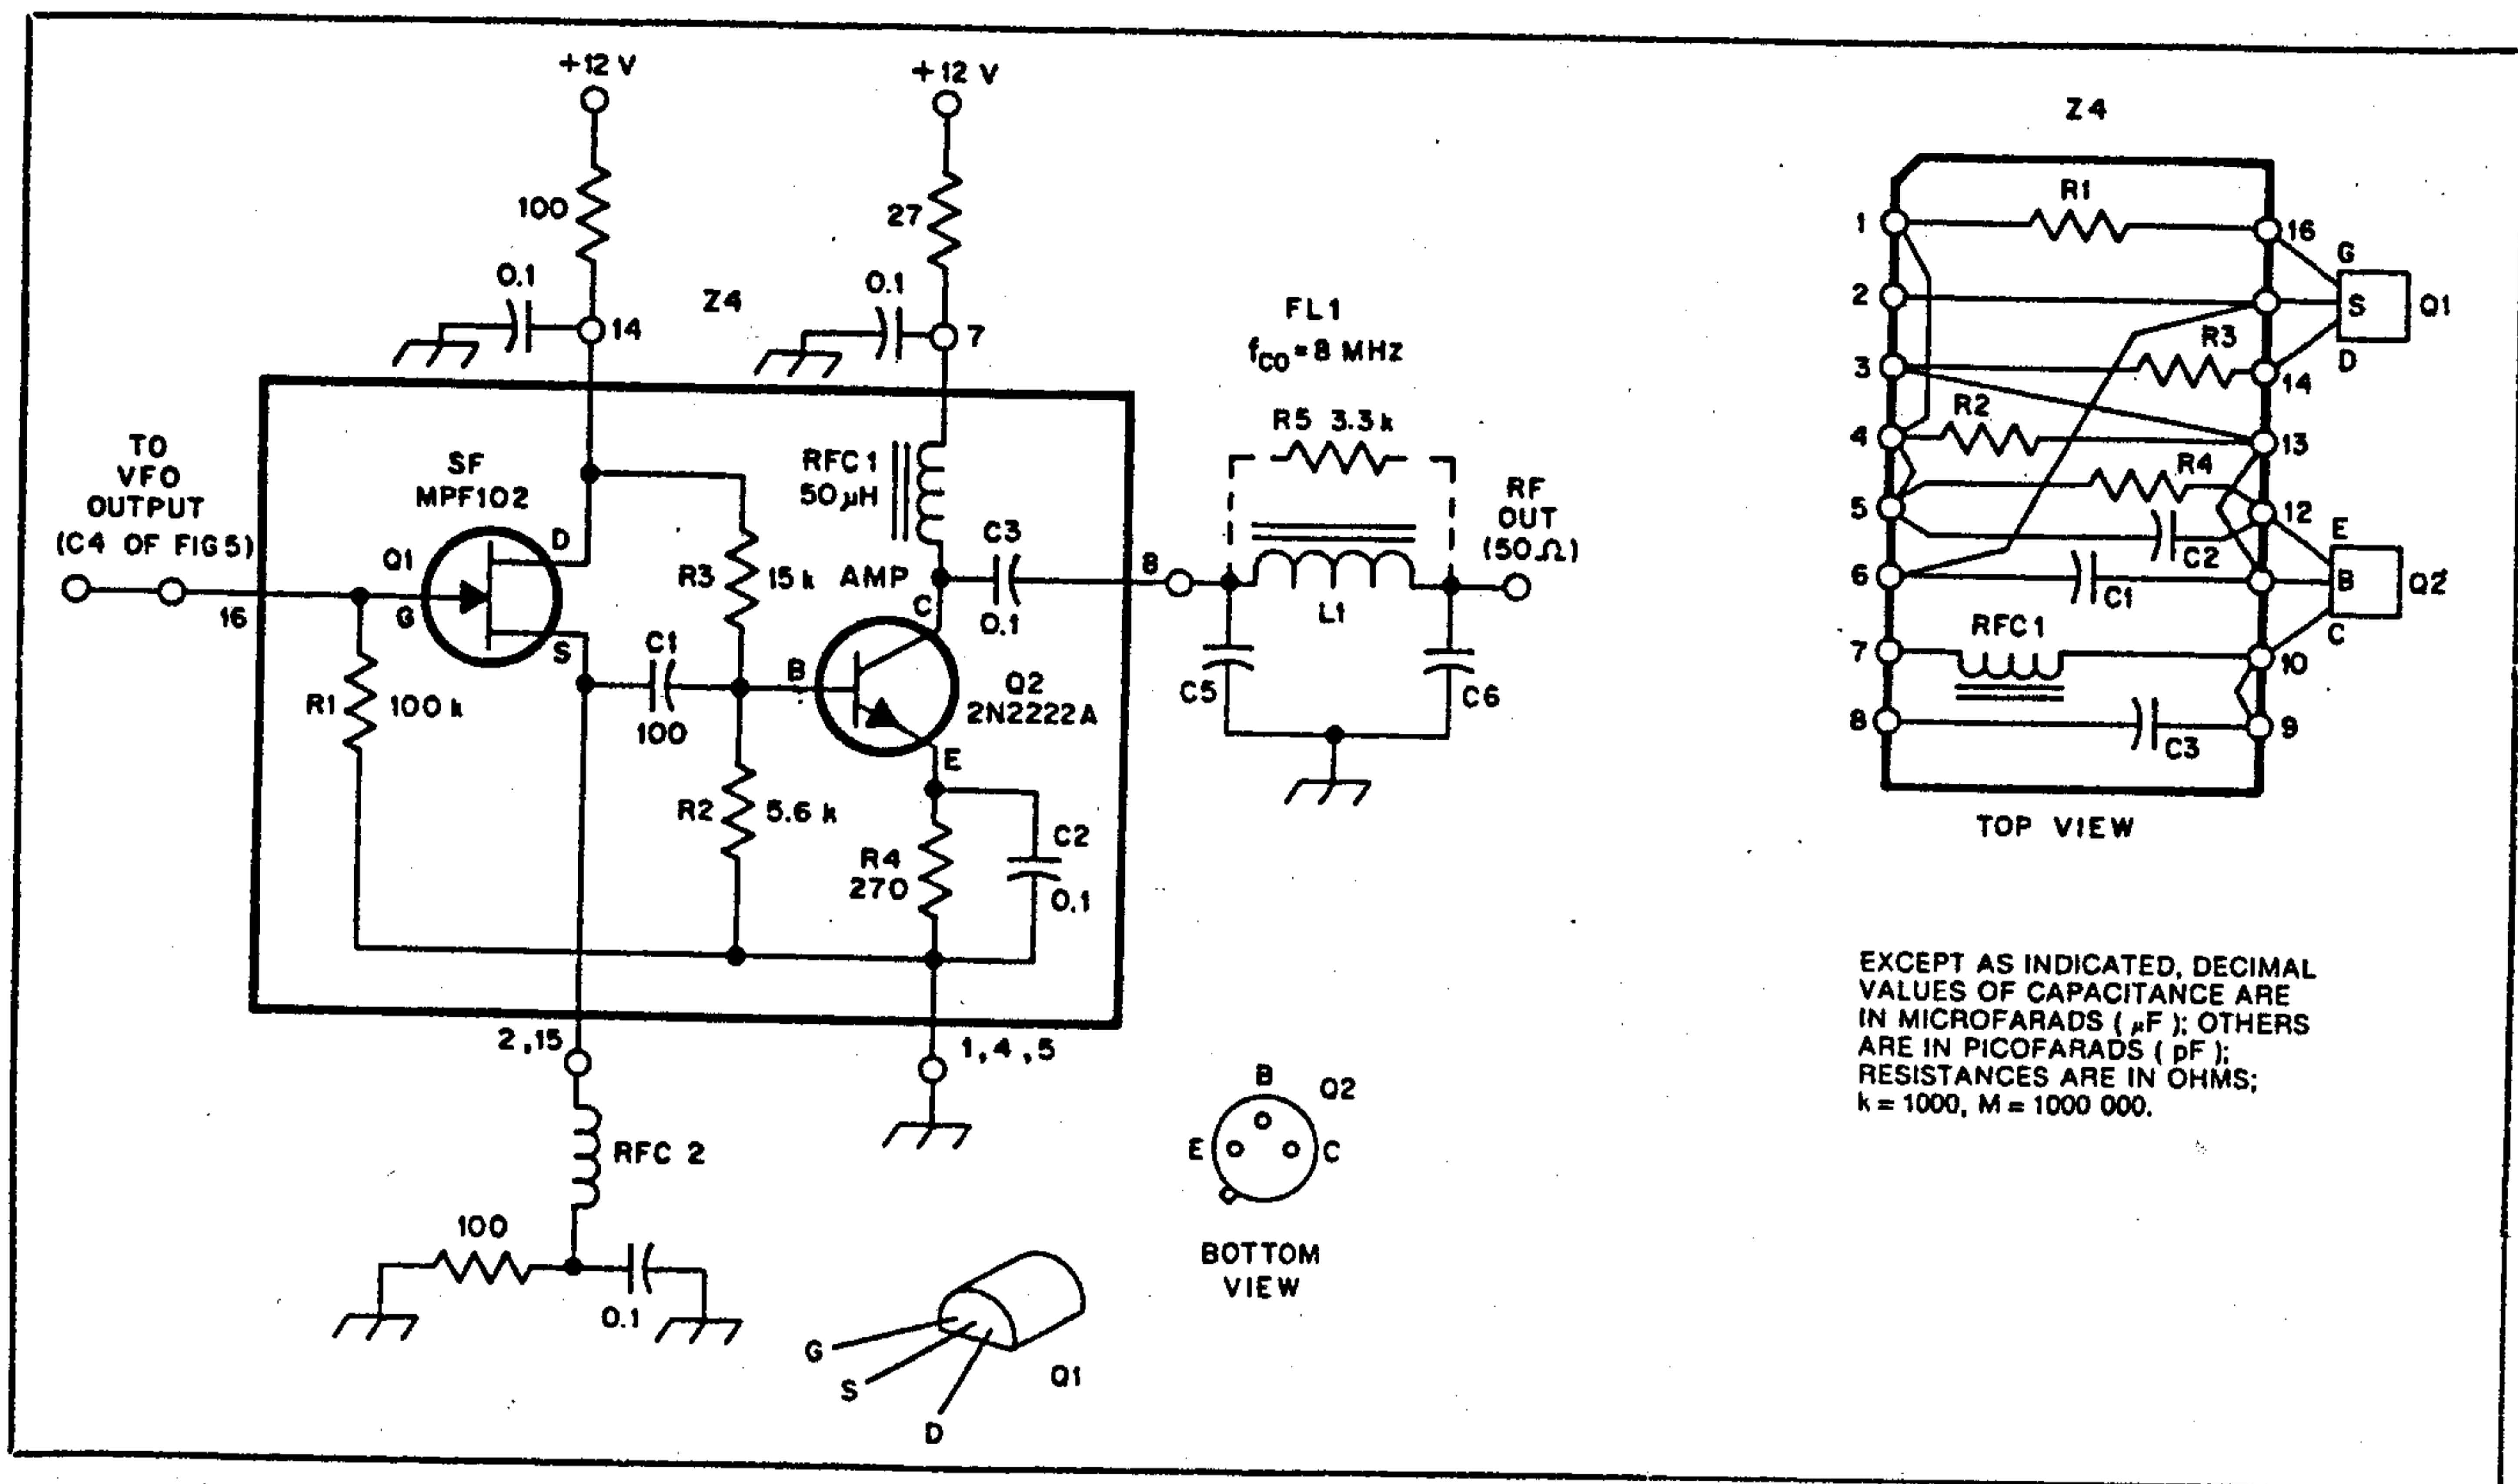 +12 V
+12 V
100
27
0.1
0.1
14
Z4
7
FL1
fCO = 8 MHz
R5 3.3 k
TO
VFO
OUTPUT
(C4 OF FIG 5)
16
SF
MPF102
Q1
D
G
S
R1
100 k
C1
100
R3
15 k
R2
5.6 k
RFC 1
50 µH
AMP
C3
0.1
C
B
E
Q2
2N2222A
R4
270
C2
0.1
8
L1
C5
C6
RF
OUT
(50 Ω)
2,15
1,4,5
RFC 2
100
0.1
G
S
D
Q1
B
Q2
E
C
BOTTOM
VIEW
Z4
1
R1
16
G
2
S
Q1
3
R3
14
D
4
R2
13
5
R4
12
E
C2
6
C1
B
Q2
7
RFC 1
10
C
8
C3
9
TOP VIEW
EXCEPT AS INDICATED, DECIMAL
VALUES OF CAPACITANCE ARE
IN MICROFARADS ( µF ); OTHERS
ARE IN PICOFARADS ( pF );
RESISTANCES ARE IN OHMS;
k = 1000, M = 1000 000.